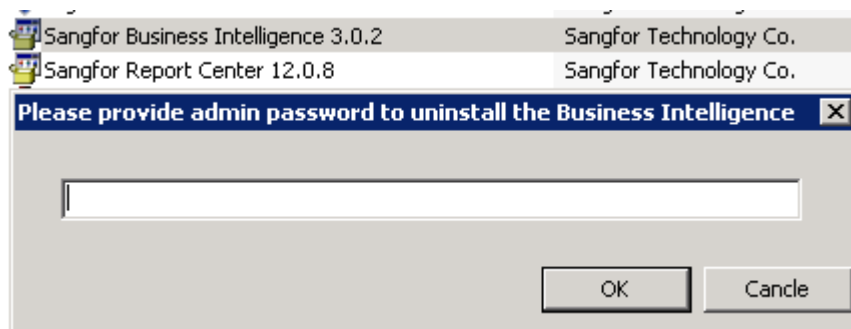 Sangfor Business Intelligence 3.0.2 Sangfor Technology Co.
Sangfor Report Center 12.0.8 Sangfor Technology Co.
Please provide admin password to uninstall the Business Intelligence
OK Cancle